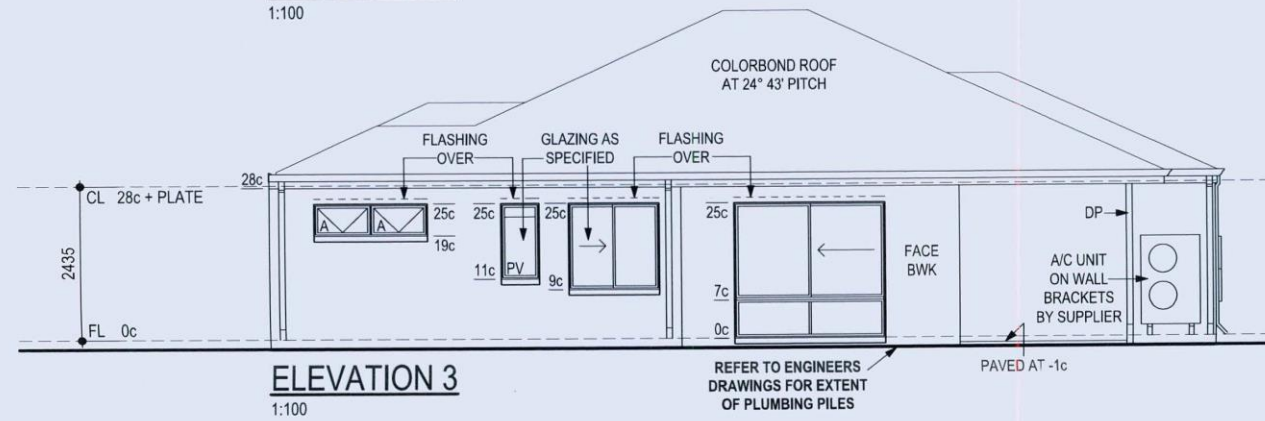 1:100
COLORBOND ROOF
AT 24° 43' PITCH
FLASHING
OVER
GLAZING AS
SPECIFIED
FLASHING
OVER
28c
CL 28c + PLATE
2435
FL 0c
A
A
25c
19c
25c
11c
PV
25c
9c
25c
7c
0c
FACE
BWK
DP
A/C UNIT
ON WALL
BRACKETS
BY SUPPLIER
PAVED AT -1c
REFER TO ENGINEERS
DRAWINGS FOR EXTENT
OF PLUMBING PILES
ELEVATION 3
1:100